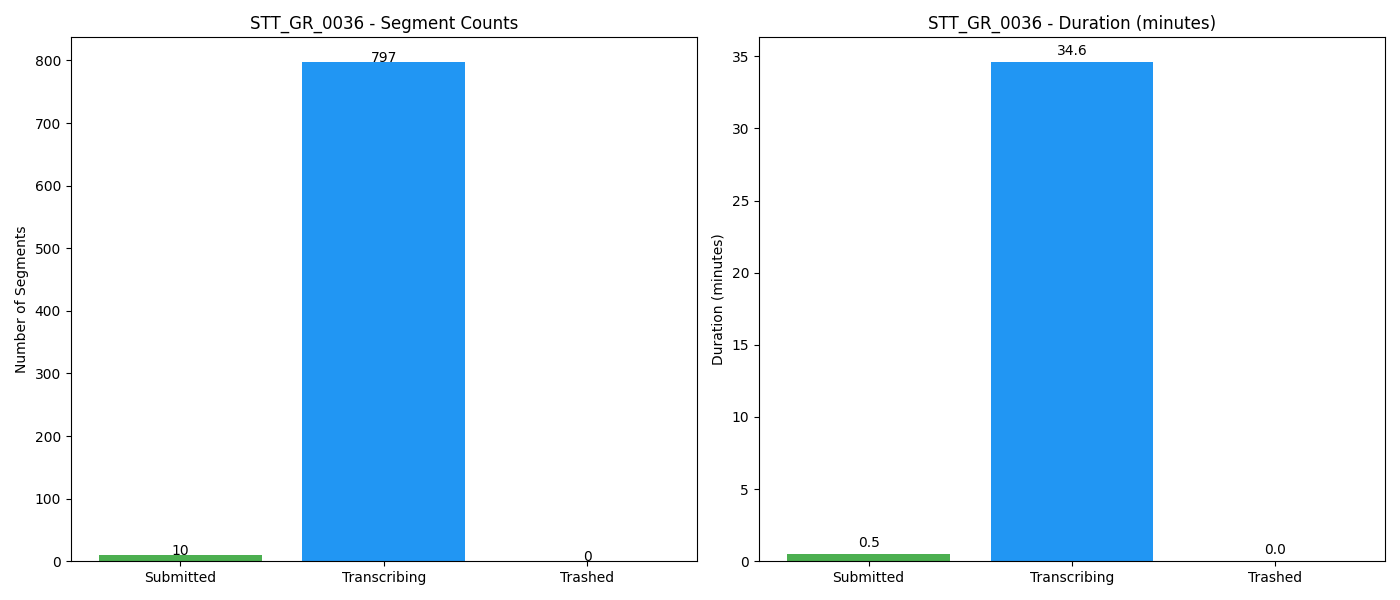 STT_GR_0036 - Segment Counts
Number of Segments
800
700
600
500
400
300
200
100
0
797
10
0
Submitted
Transcribing
Trashed
STT_GR_0036 - Duration (minutes)
Duration (minutes)
35
30
25
20
15
10
5
0
34.6
0.5
0.0
Submitted
Transcribing
Trashed